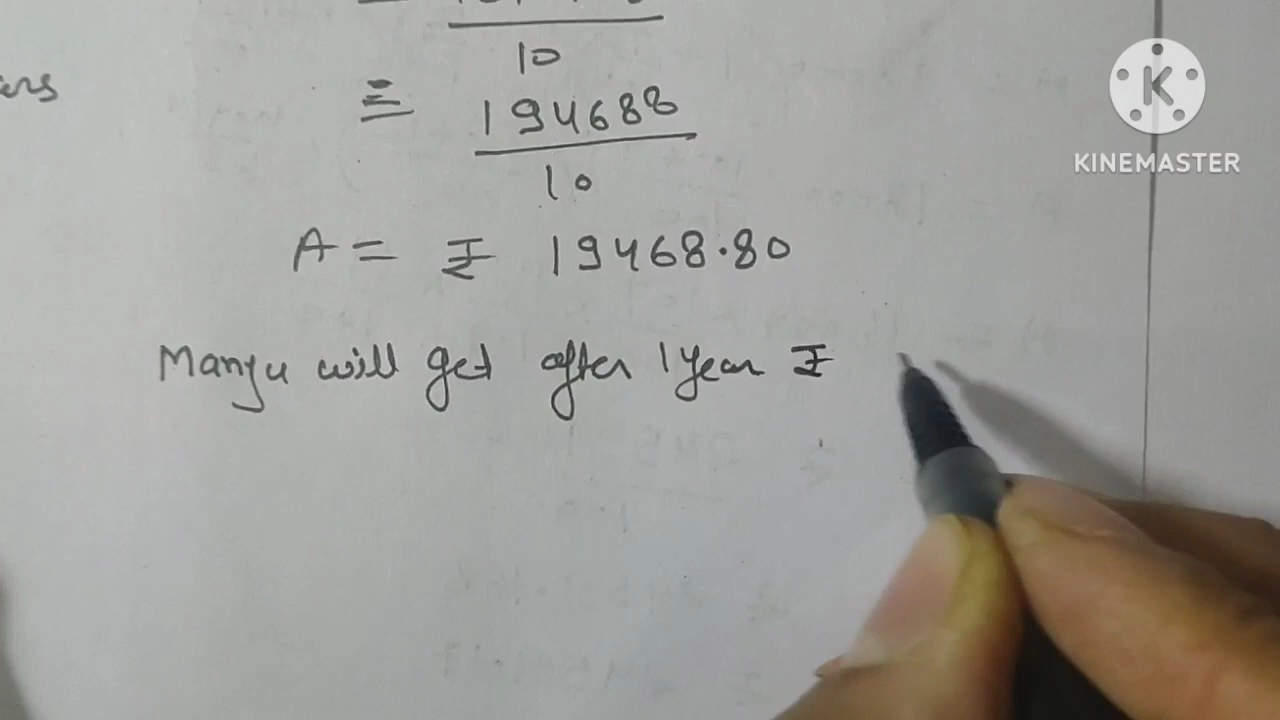 10
= 194688
10
A = ₹ 19468.80
Manju will get after 1 year ₹
KINEMASTER